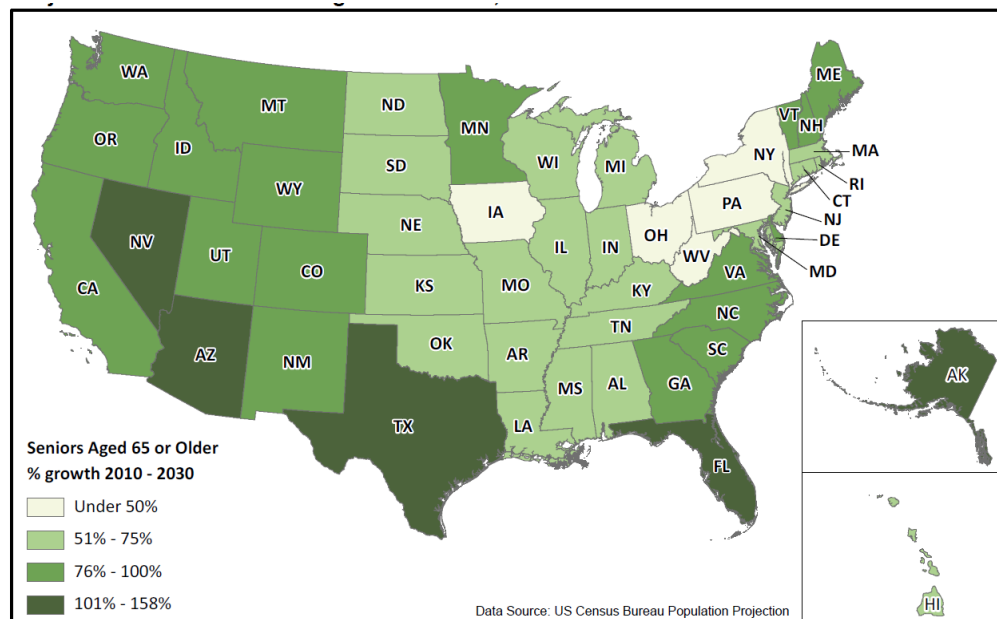 WA
MT
ND
MN
ME
VT
NH
OR
ID
SD
WI
MI
NY
MA
RI
CT
WY
IA
PA
NJ
NE
OH
DE
NV
IL
IN
WV
MD
UT
CO
VA
CA
KS
MO
KY
NC
TN
OK
AR
SC
AZ
NM
MS
AL
GA
AK
TX
LA
FL
Seniors Aged 65 or Older
% growth 2010 - 2030
Under 50%
51% - 75%
76% - 100%
101% - 158%
HI
Data Source: US Census Bureau Population Projection